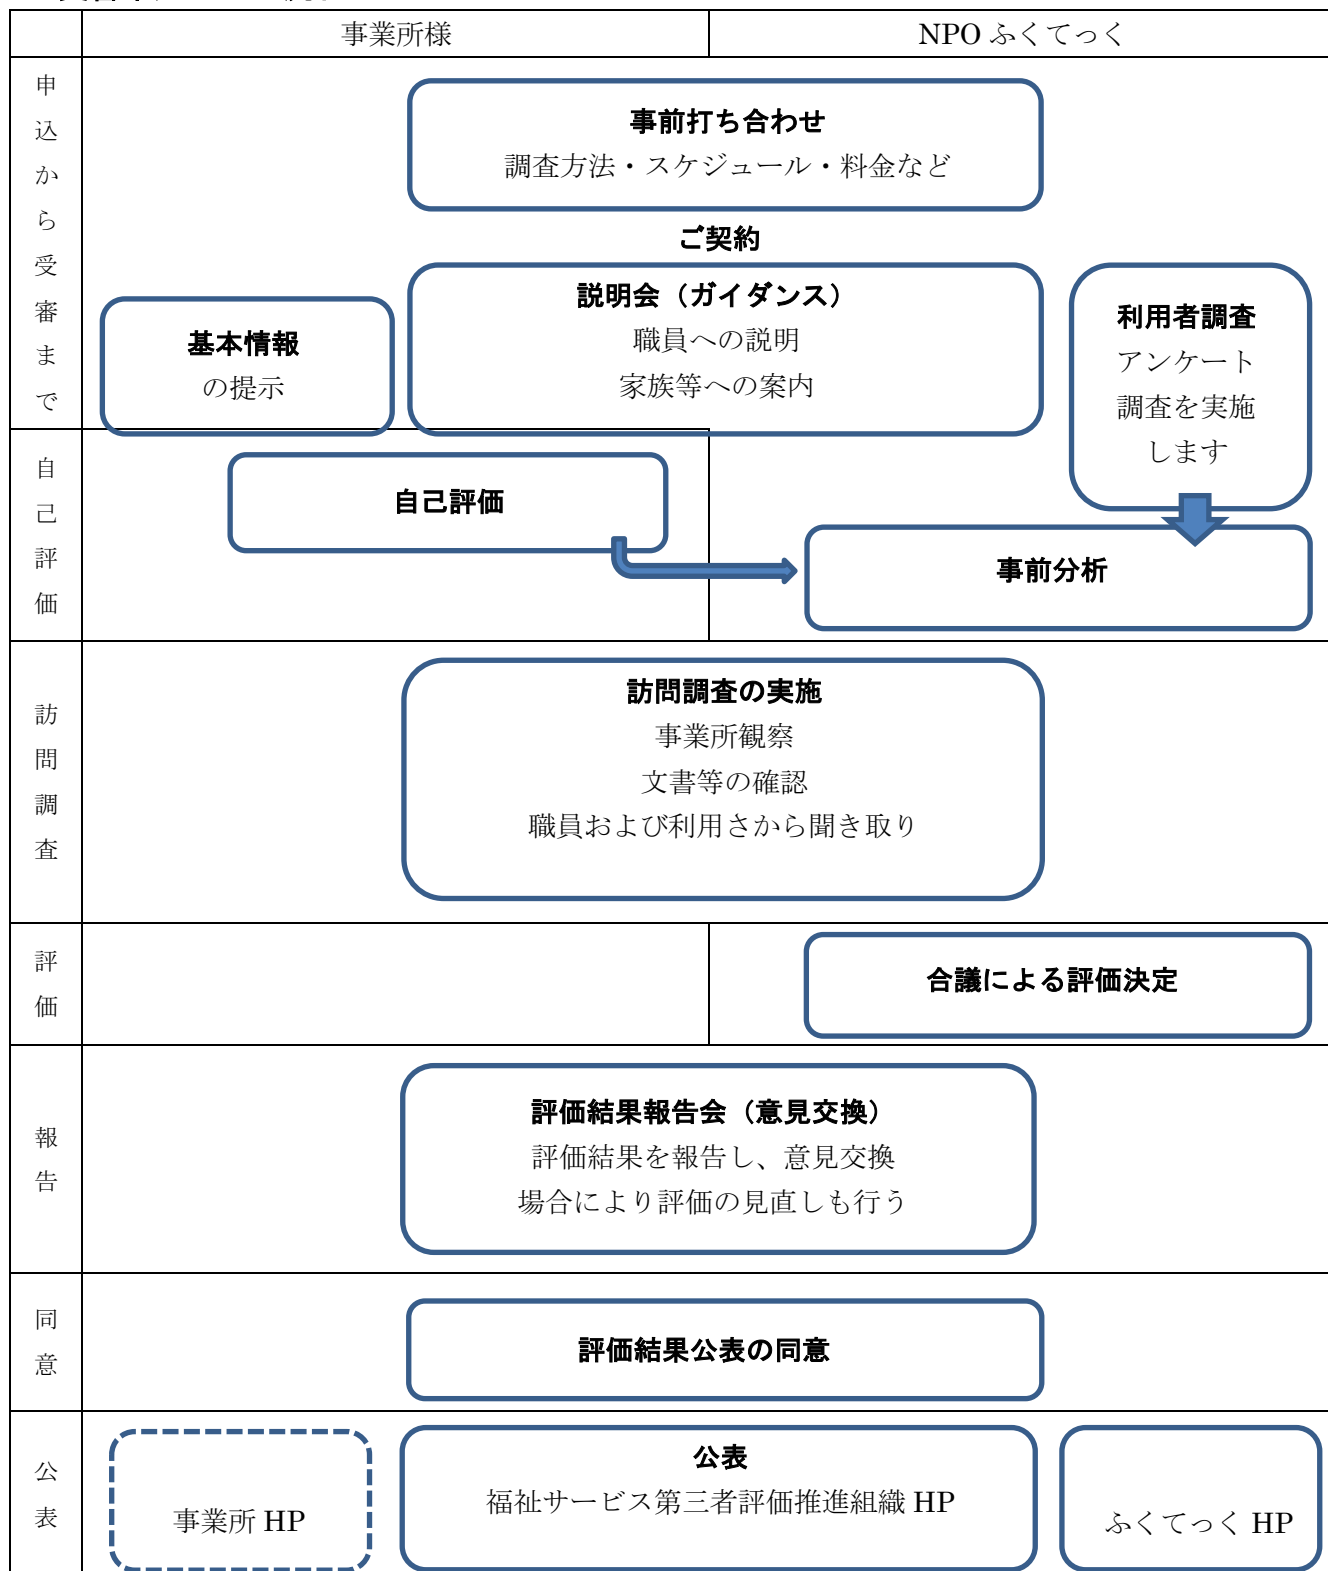 事業所様
NPO ふくてっく
申込から受審まで
事前打ち合わせ
調査方法・スケジュール・料金など
ご契約
説明会（ガイダンス）
職員への説明
家族等への案内
基本情報
の提示
利用者調査
アンケート
調査を実施
します
自己評価
自己評価
事前分析
訪問調査
訪問調査の実施
事業所観察
文書等の確認
職員および利用さから聞き取り
評価
合議による評価決定
報告
評価結果報告会（意見交換）
評価結果を報告し、意見交換
場合により評価の見直しも行う
同意
評価結果公表の同意
公表
事業所 HP
公表
福祉サービス第三者評価推進組織 HP
ふくてっく HP